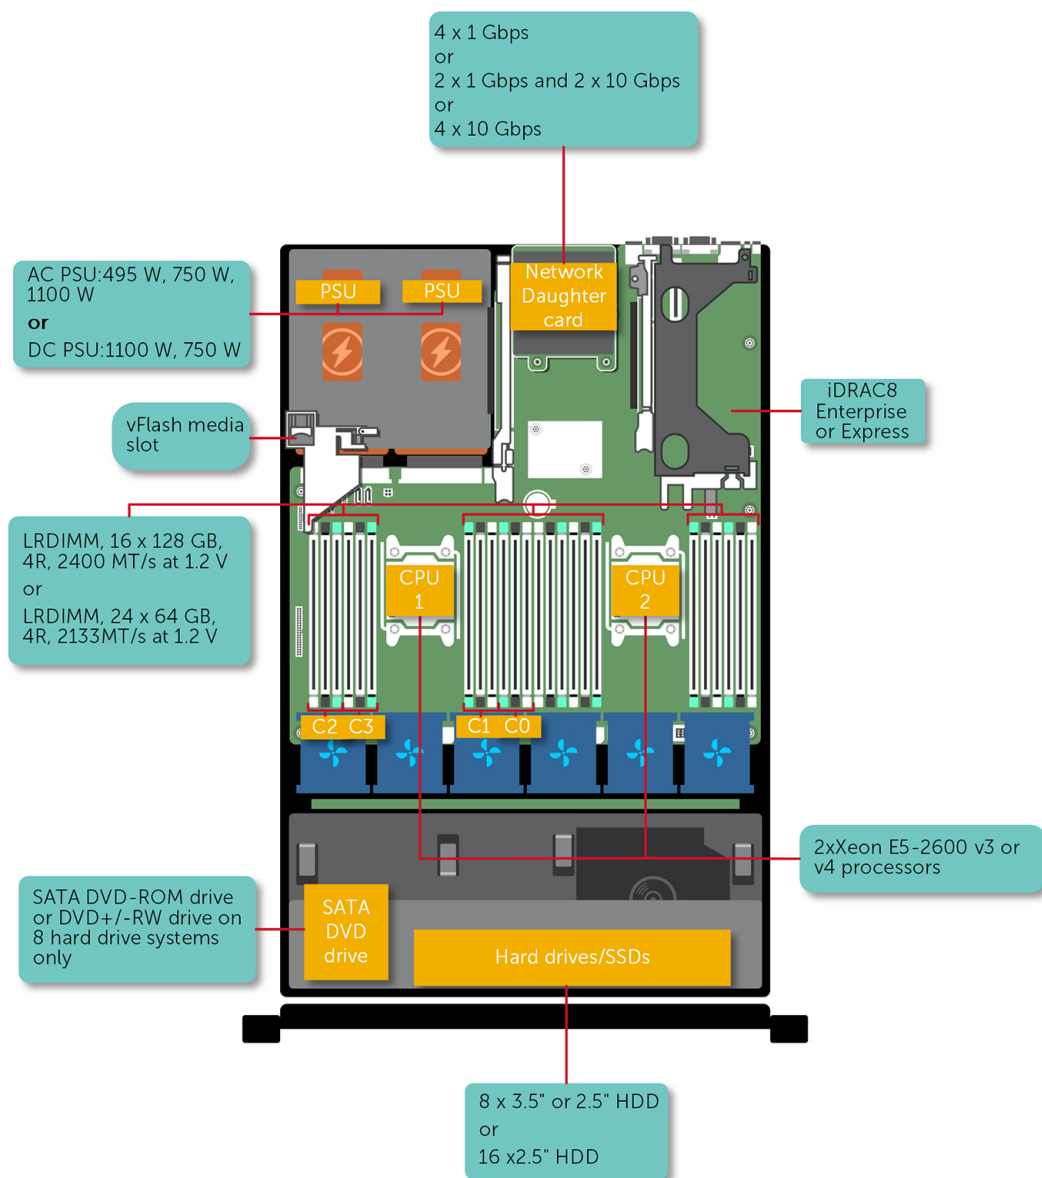 4 x 1 Gbps
or
2 x 1 Gbps and 2 x 10 Gbps
or
4 x 10 Gbps
AC PSU:495 W, 750 W,
1100 W
or
DC PSU:1100 W, 750 W
PSU
PSU
Network
Daughter
card
vFlash media
slot
iDRAC8
Enterprise
or Express
LRDIMM, 16 x 128 GB,
4R, 2400 MT/s at 1.2 V
or
LRDIMM, 24 x 64 GB,
4R, 2133MT/s at 1.2 V
CPU
1
CPU
2
C2
C3
C1
C0
2xXeon E5-2600 v3 or
v4 processors
SATA DVD-ROM drive
or DVD+/-RW drive on
8 hard drive systems
only
SATA
DVD
drive
Hard drives/SSDs
8 x 3.5" or 2.5" HDD
or
16 x2.5" HDD